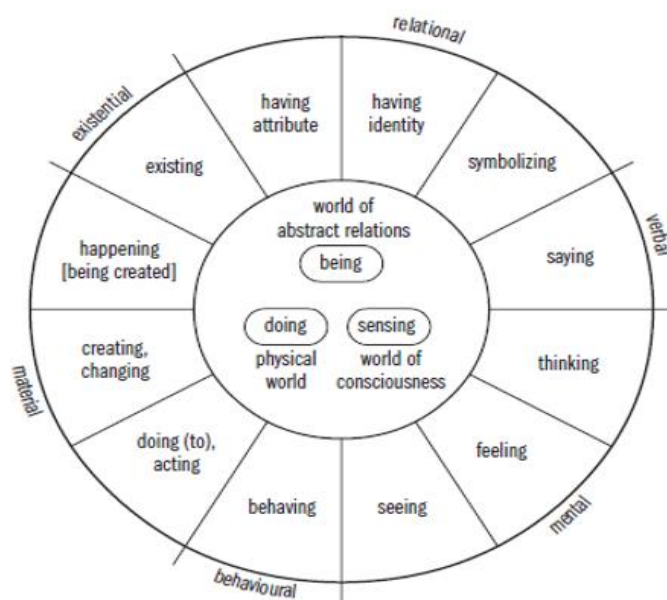 relational
existential
having
attribute
having
identity
existing
symbolizing
world of
abstract relations
being
verbal
happening
[being created]
saying
doing
sensing
physical
world
world of
consciousness
creating,
changing
thinking
material
doing (to),
acting
feeling
behaving
seeing
mental
behavioural